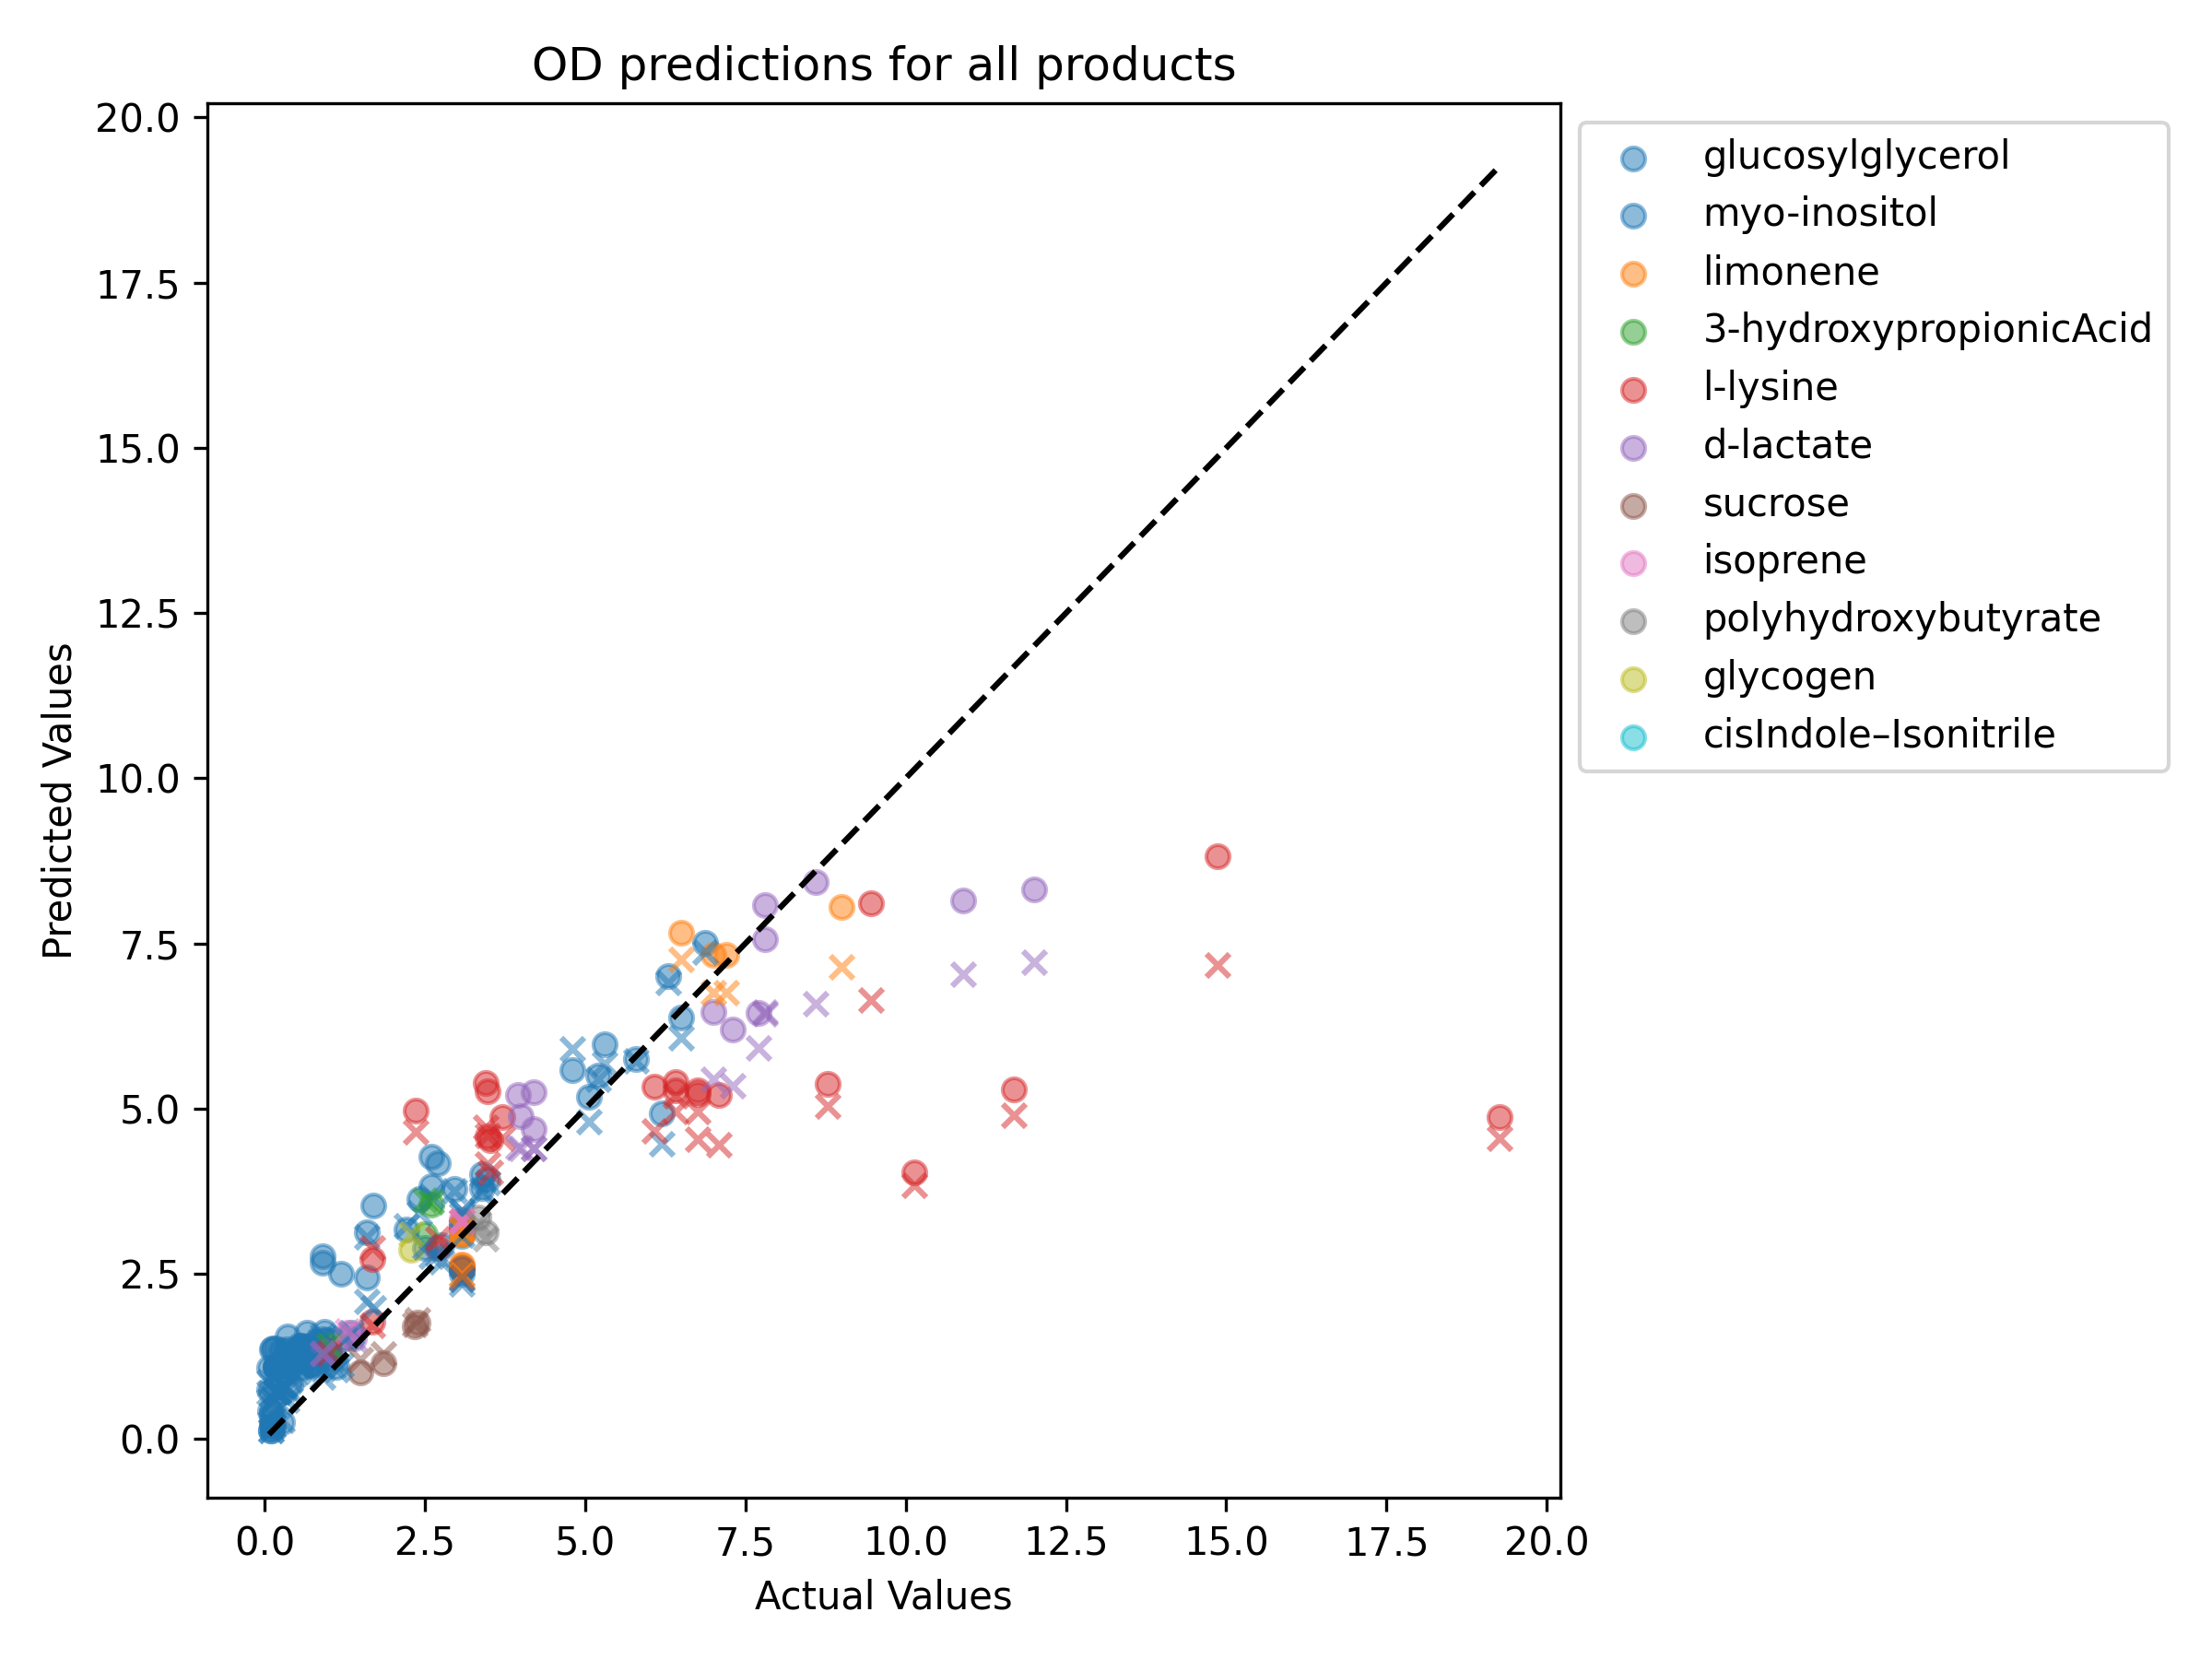 OD predictions for all products
20.0
17.5
15.0
12.5
10.0
7.5
5.0
2.5
0.0
Predicted Values
0.0 2.5 5.0 7.5 10.0 12.5 15.0 17.5 20.0
Actual Values
glucosylglycerol
myo-inositol
limonene
3-hydroxypropionicAcid
l-lysine
d-lactate
sucrose
isoprene
polyhydroxybutyrate
glycogen
cisIndole–Isonitrile